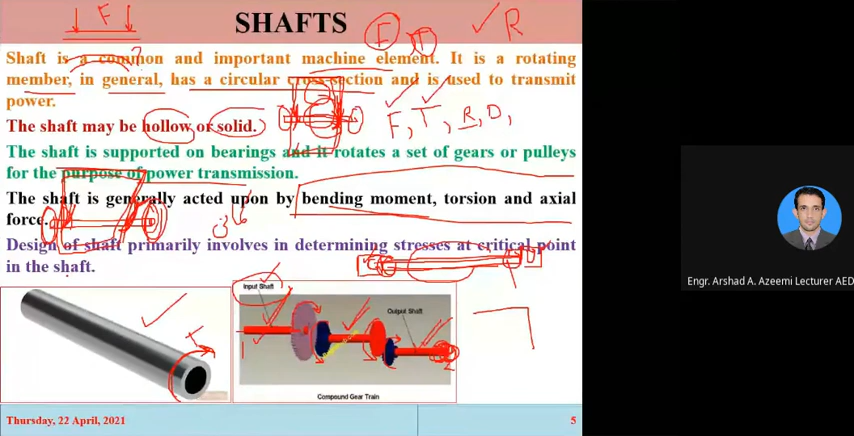 SHAFTS
F
F, T
R
Shaft is a common and important machine element. It is a rotating
member, in general, has a circular cross-section and is used to transmit
power.
F, T, R, D,
The shaft may be hollow or solid.
The shaft is supported on bearings and it rotates a set of gears or pulleys
for the purpose of power transmission.
The shaft is generally acted upon by bending moment, torsion and axial
force.
Design of shaft primarily involves in determining stresses at critical point
in the shaft.
Input Shaft
Output Shaft
T
1
2
Compound Gear Train
Thursday, 22 April, 2021
5
Engr. Arshad A. Azeemi Lecturer AED